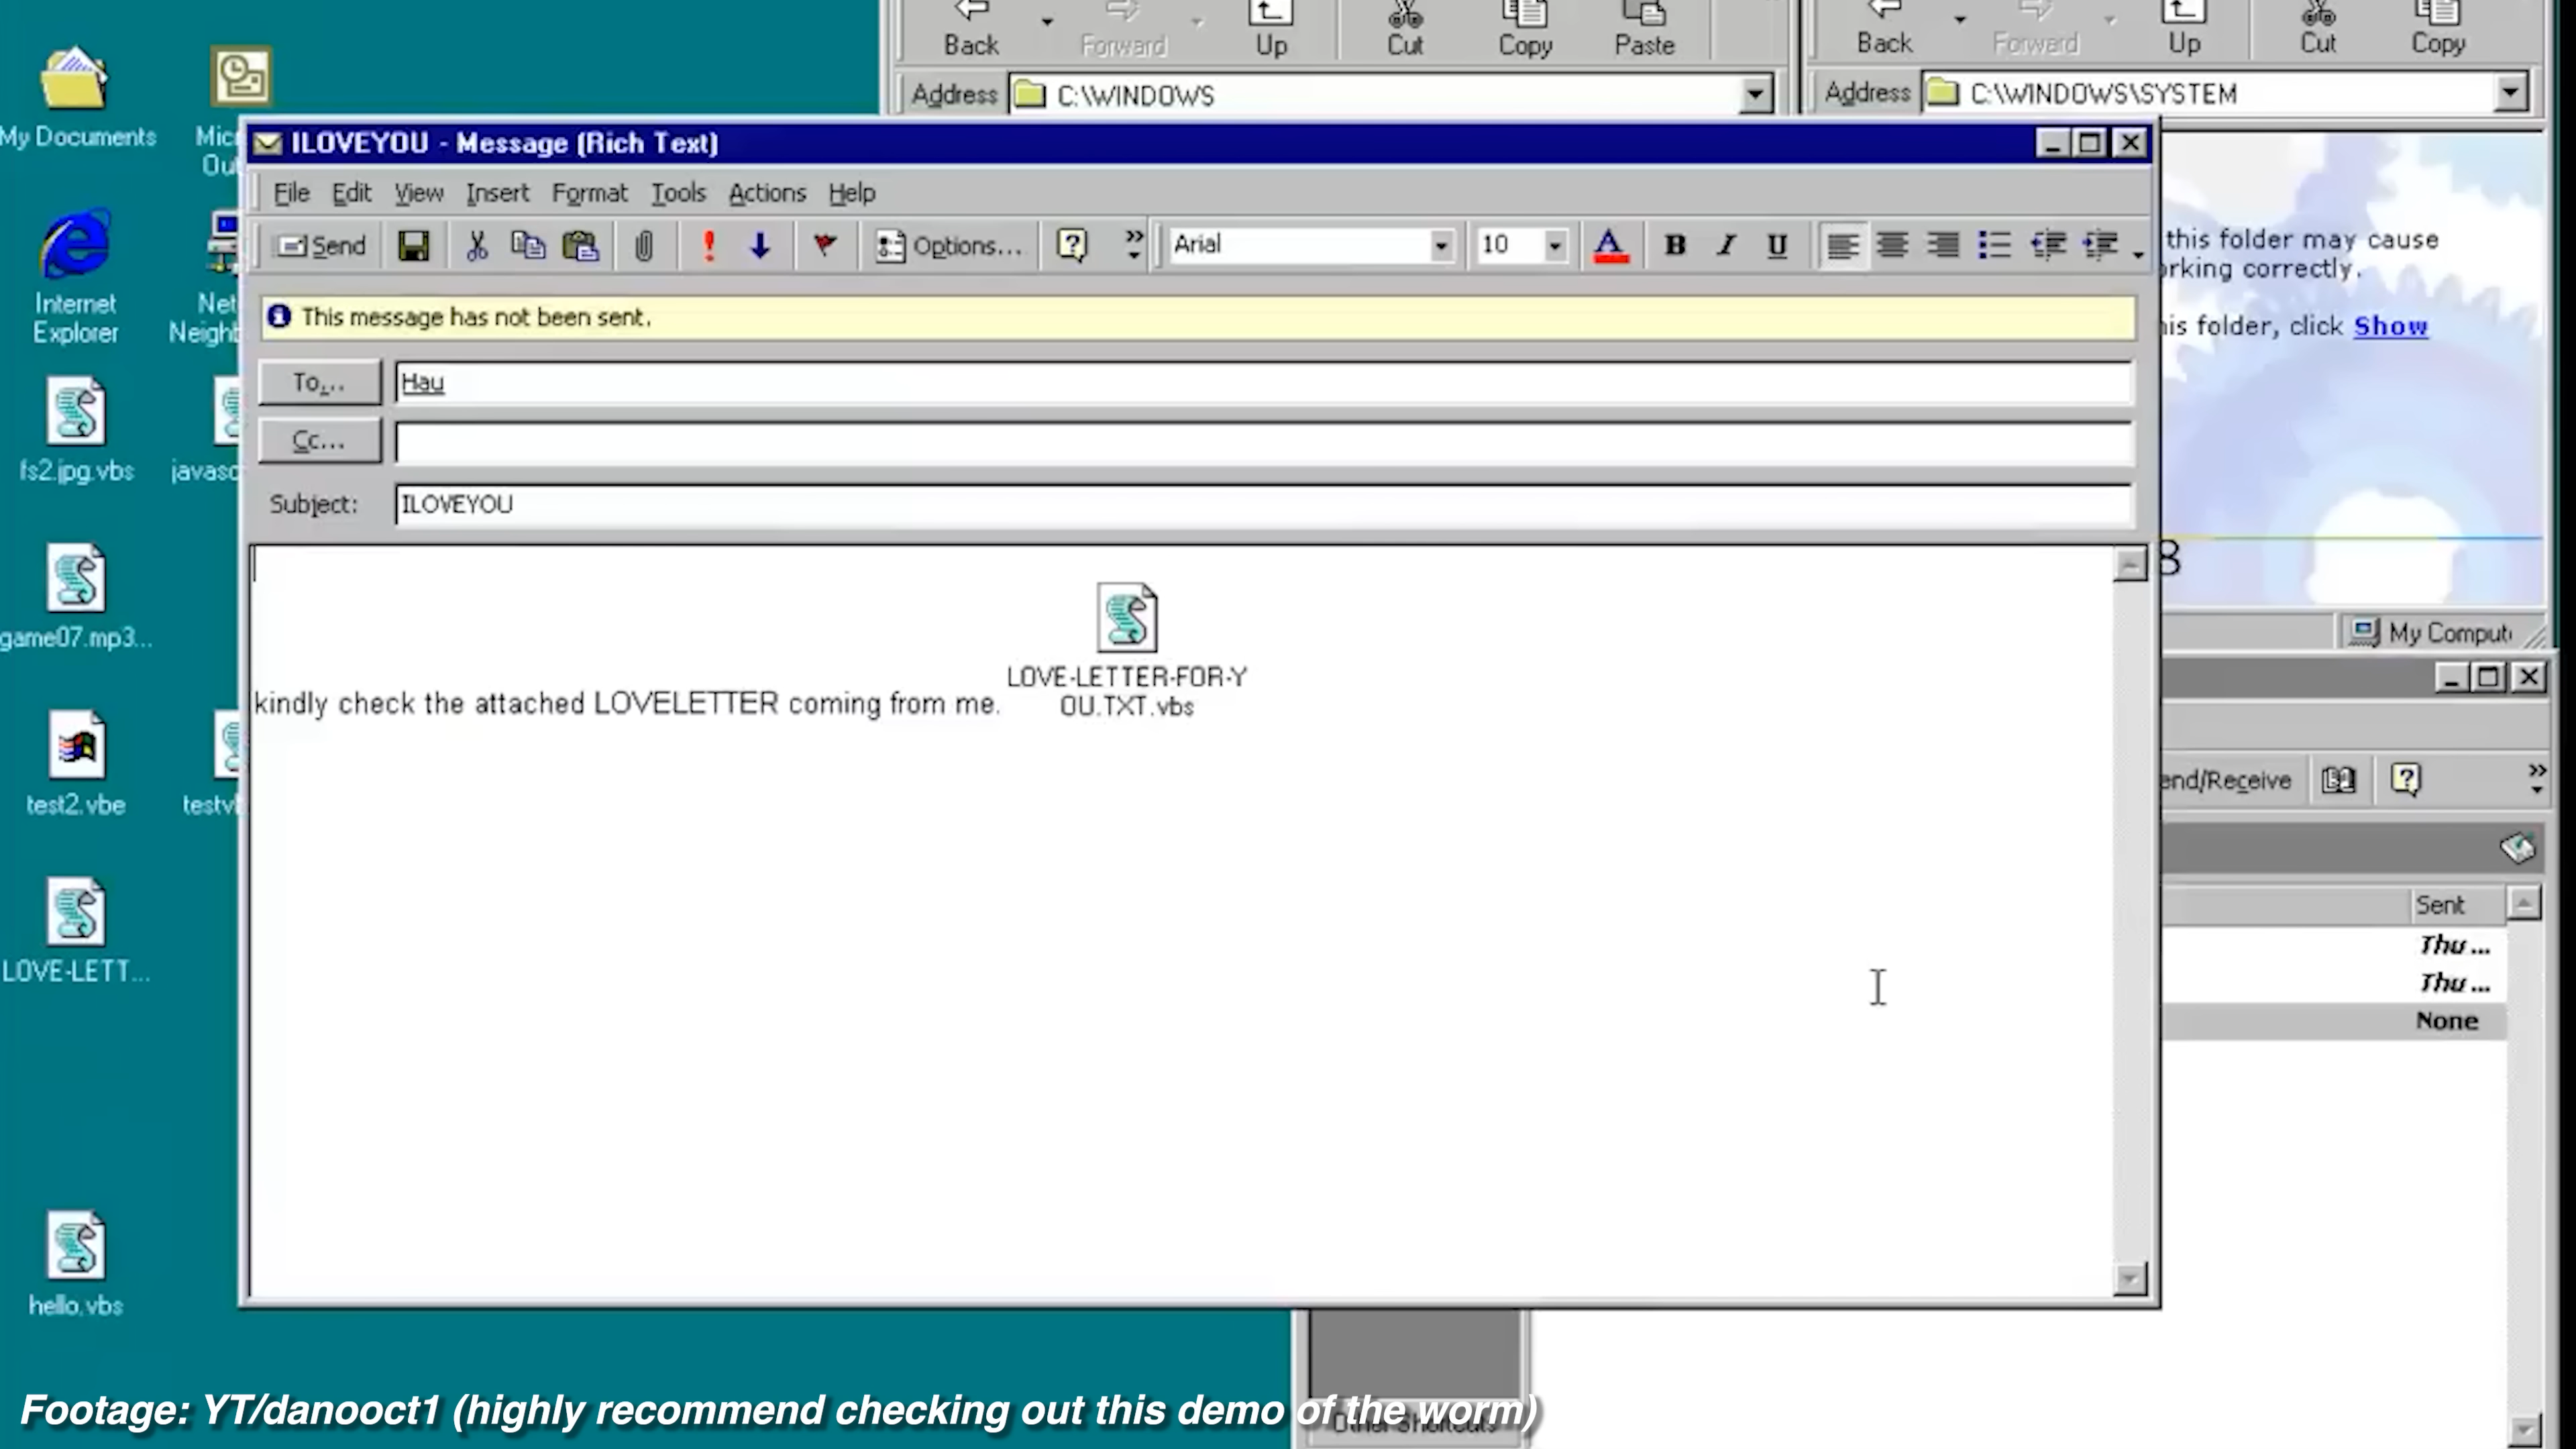 Back
Forward
Up
Cut
Copy
Paste
Back
Forward
Up
Cut
Copy
Address
C:\WINDOWS
Address
C:\WINDOWS\SYSTEM
My Documents
Internet
Explorer
fs2.jpg.vbs
game07.mp3...
test2.vbe
LOVE-LETT...
hello.vbs
ILOVEYOU - Message (Rich Text)
File Edit View Insert Format Tools Actions Help
Send
Options...
Arial
10
A B I U
This message has not been sent.
To...
Hau
Cc...
Subject:
ILOVEYOU
kindly check the attached LOVELETTER coming from me.
LOVE-LETTER-FOR-Y
OU.TXT.vbs
this folder may cause
rking correctly.
is folder, click Show
8
My Comput
end/Receive
Sent
Thu ...
Thu ...
None
Other Shortcuts
Footage: YT/danooct1 (highly recommend checking out this demo of the worm)